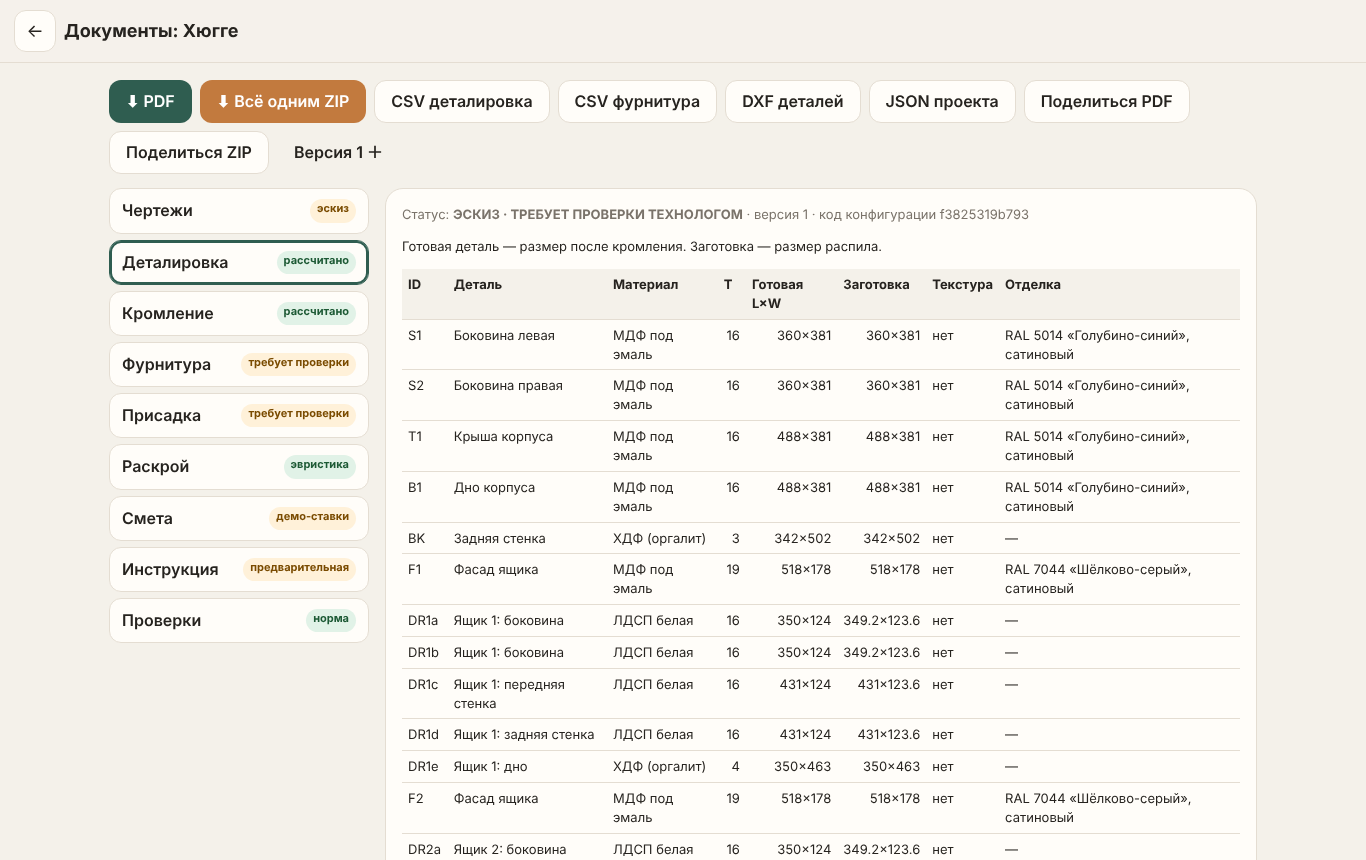 ← Документы: Хюгге
⬇ PDF ⬇ Всё одним ZIP CSV деталировка CSV фурнитура DXF деталей JSON проекта Поделиться PDF
Поделиться ZIP Версия 1 +
Чертежи эскиз
Деталировка рассчитано
Кромление рассчитано
Фурнитура требует проверки
Присадка требует проверки
Раскрой эвристика
Смета демо-ставки
Инструкция предварительная
Проверки норма
Статус: ЭСКИЗ · ТРЕБУЕТ ПРОВЕРКИ ТЕХНОЛОГОМ · версия 1 · код конфигурации f3825319b793
Готовая деталь — размер после кромления. Заготовка — размер распила.
ID Деталь Материал T Готовая L×W Заготовка Текстура Отделка
S1 Боковина левая МДФ под эмаль 16 360×381 360×381 нет RAL 5014 «Голубино-синий», сатиновый
S2 Боковина правая МДФ под эмаль 16 360×381 360×381 нет RAL 5014 «Голубино-синий», сатиновый
T1 Крыша корпуса МДФ под эмаль 16 488×381 488×381 нет RAL 5014 «Голубино-синий», сатиновый
B1 Дно корпуса МДФ под эмаль 16 488×381 488×381 нет RAL 5014 «Голубино-синий», сатиновый
BK Задняя стенка ХДФ (оргалит) 3 342×502 342×502 нет —
F1 Фасад ящика МДФ под эмаль 19 518×178 518×178 нет RAL 7044 «Шёлково-серый», сатиновый
DR1a Ящик 1: боковина ЛДСП белая 16 350×124 349.2×123.6 нет —
DR1b Ящик 1: боковина ЛДСП белая 16 350×124 349.2×123.6 нет —
DR1c Ящик 1: передняя стенка ЛДСП белая 16 431×124 431×123.6 нет —
DR1d Ящик 1: задняя стенка ЛДСП белая 16 431×124 431×123.6 нет —
DR1e Ящик 1: дно ХДФ (оргалит) 4 350×463 350×463 нет —
F2 Фасад ящика МДФ под эмаль 19 518×178 518×178 нет RAL 7044 «Шёлково-серый», сатиновый
DR2a Ящик 2: боковина ЛДСП белая 16 350×124 349.2×123.6 нет —